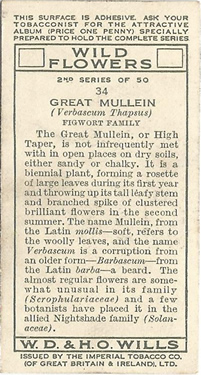 THIS SURFACE IS ADHESIVE. ASK YOUR
TOBACCONIST FOR THE ATTRACTIVE
ALBUM (PRICE ONE PENNY) SPECIALLY
PREPARED TO HOLD THE COMPLETE SERIES
WILD
FLOWERS
2ND SERIES OF 50
34
GREAT MULLEIN
(Verbascum Thapsus)
FIGWORT FAMILY
The Great Mullein, or High
Taper, is not infrequently met
with in open places on dry soils,
either sandy or chalky. It is a
biennial plant, forming a rosette
of large leaves during its first year
and throwing up its tall leafy stem
and branched spike of clustered
brilliant flowers in the second
summer. The name Mullein, from
the Latin mollis—soft, refers to
the woolly leaves, and the name
Verbascum is a corruption from
an older form—Barbascum—from
the Latin barba—a beard. The
almost regular flowers are some-
what unusual in its family
(Scrophulariaceae) and a few
botanists have placed it in the
allied Nightshade family (Solan-
aceae).
W. D. & H. O. WILLS
ISSUED BY THE IMPERIAL TOBACCO CO.
(OF GREAT BRITAIN & IRELAND), LTD.